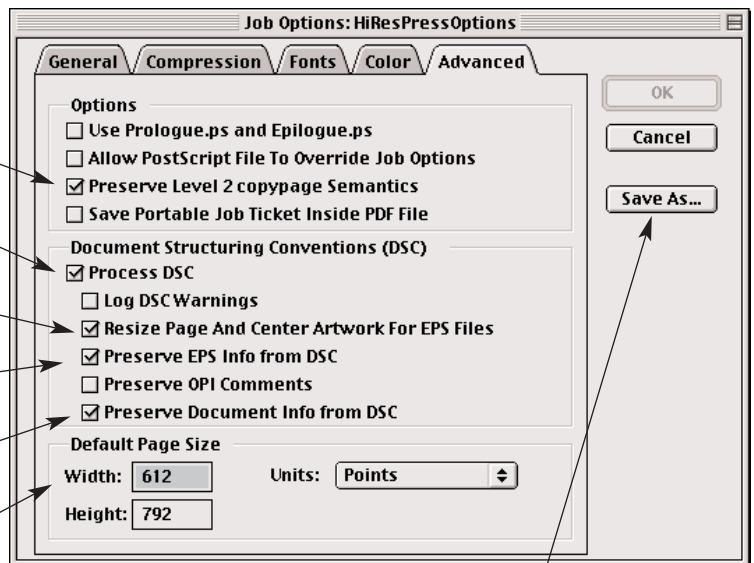 Job Options: HiResPressOptions
General Compression Fonts Color Advanced
Options
Use Prologue.ps and Epilogue.ps
Allow PostScript File To Override Job Options
Preserve Level 2 copypage Semantics
Save Portable Job Ticket Inside PDF File
Document Structuring Conventions (DSC)
Process DSC
Log DSC Warnings
Resize Page And Center Artwork For EPS Files
Preserve EPS Info from DSC
Preserve OPI Comments
Preserve Document Info from DSC
Default Page Size
Width: 612 Units: Points
Height: 792
OK
Cancel
Save As...